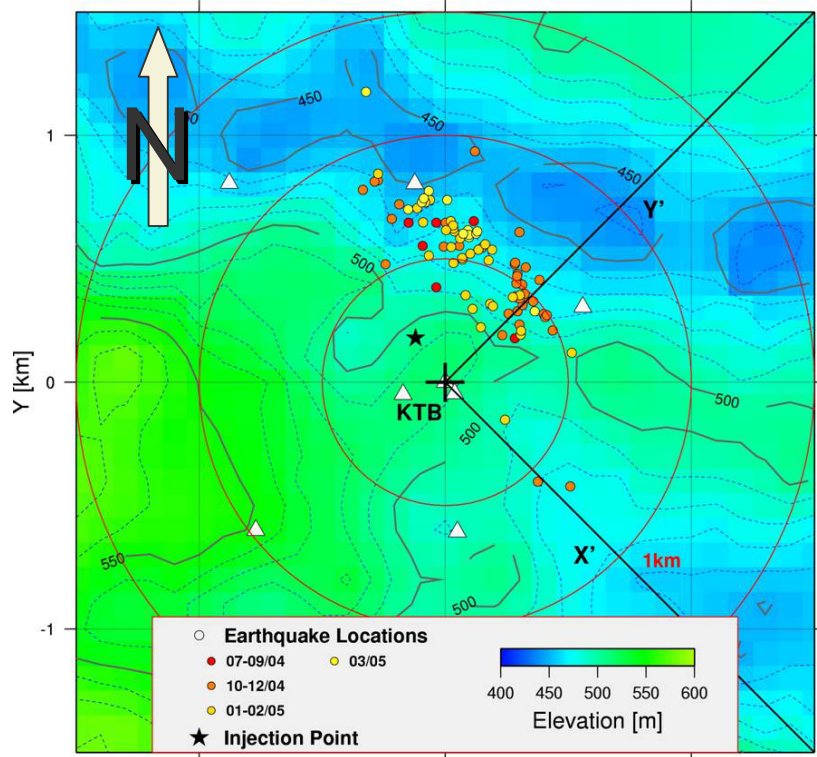 N
50
450
450
450
Y'
500
1
Y [km]
0
500
KTB
500
550
X'
1km
500
-1
Earthquake Locations
07-09/04
03/05
10-12/04
01-02/05
Injection Point
400 450 500 550 600
Elevation [m]